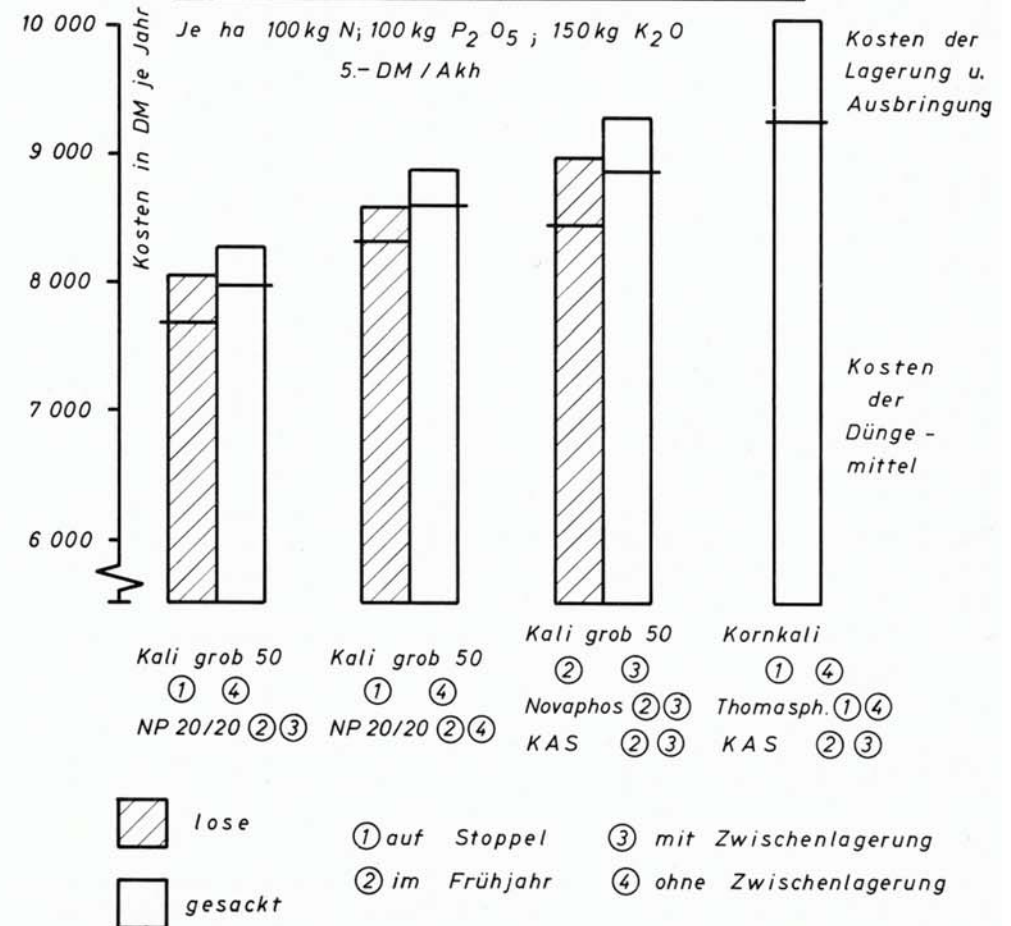 Kosten in DM je Jahr
10 000
9 000
8 000
7 000
6 000
Je ha 100 kg N; 100 kg P2 O5 ; 150 kg K2O
5.- DM / Akh
Kosten der
Lagerung u.
Ausbringung
Kosten
der
Dünge -
mittel
Kali grob 50
① ④
NP 20/20 ② ③
Kali grob 50
① ④
NP 20/20 ② ④
Kali grob 50
② ③
Novaphos ② ③
KAS ② ③
Kornkali
① ④
Thomasph. ① ④
KAS ② ③
lose
gesackt
① auf Stoppel
② im Frühjahr
③ mit Zwischenlagerung
④ ohne Zwischenlagerung